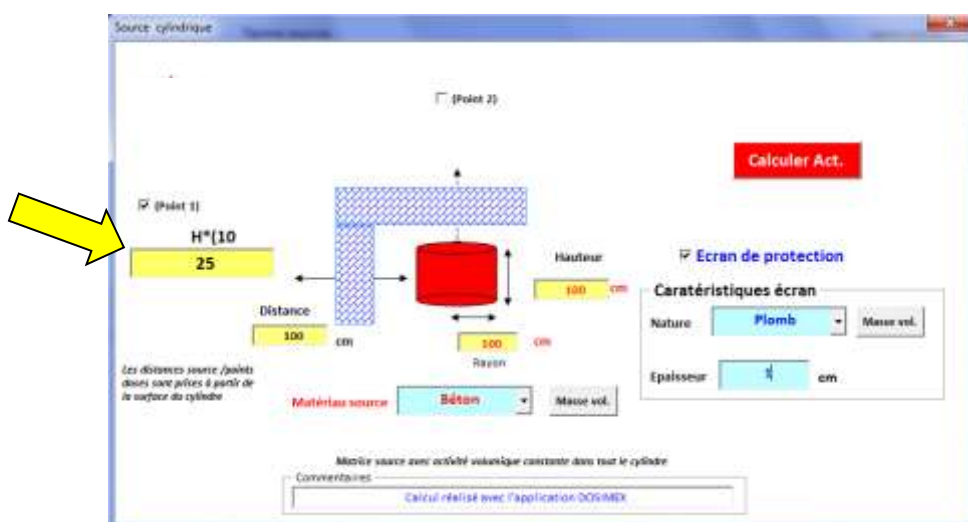 Source cylindrique
(Point 2)
Calculer Act.
(Point 1)
H*(10
25
Ecran de protection
Hauteur
100 cm
Caratéristiques écran
Nature Plomb Masse vol.
Distance
100 cm
100 cm
Rayon
Epaisseur 1 cm
Les distances source /points
doses sont prises à partir de
la surface du cylindre
Matériau source Béton Masse vol.
Matrice source avec activité volumique constante dans tout le cylindre
Commentaires
Calcul réalisé avec l'application DOSIMEX